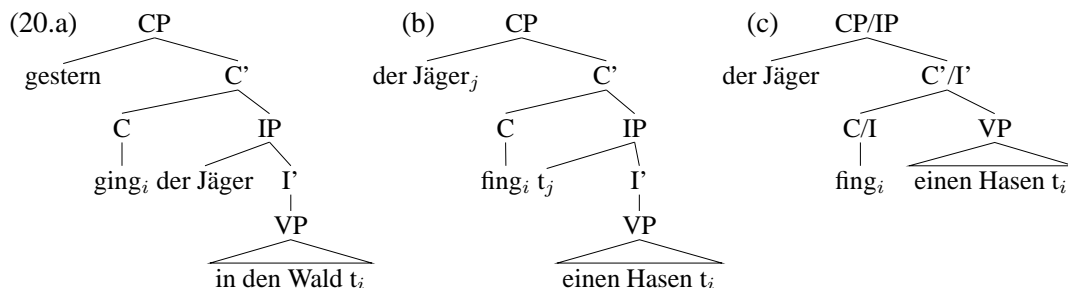 (20.a) CP (b) CP (c) CP/IP
gestern C’ der Jägerⱼ C’ der Jäger C’/I’
C IP C IP C/I VP
gingᵢ der Jäger I’ fingᵢ tⱼ I’ fingᵢ einen Hasen tᵢ
VP VP
in den Wald tᵢ einen Hasen tᵢ